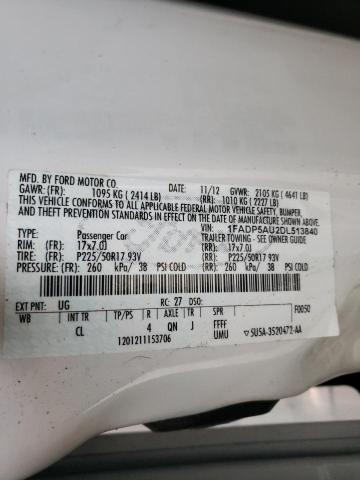 MFD. BY FORD MOTOR CO.
DATE: 11/12 GVWR: 2105 KG ( 4641 LB)
GAWR: (FR): 1095 KG ( 2414 LB) (RR): 1010 KG ( 2227 LB)
THIS VEHICLE CONFORMS TO ALL APPLICABLE FEDERAL MOTOR VEHICLE SAFETY, BUMPER,
AND THEFT PREVENTION STANDARDS IN EFFECT ON THE DATE OF MANUFACTURE SHOWN ABOVE.
VIN: 1FADP5AU2DL513840
TYPE: Passenger Car TRAILER TOWING - SEE OWNERS GUIDE
RIM: (FR) 17x7.0J (RR): 17x7.0J
TIRE: (FR): P225/50R17 93V (RR): P225/50R17 93V
PRESSURE: (FR) 260 kPa/ 38 PSI COLD (RR): 260 kPa/ 38 PSI COLD
EXT PNT: UG RC: 27 DSO: F0050
WB INT TR TP/PS R AXLE TR SPR
CL 4 QN J FFFF
1201211153706 UMU ▽ 5U5A-3520472-AA